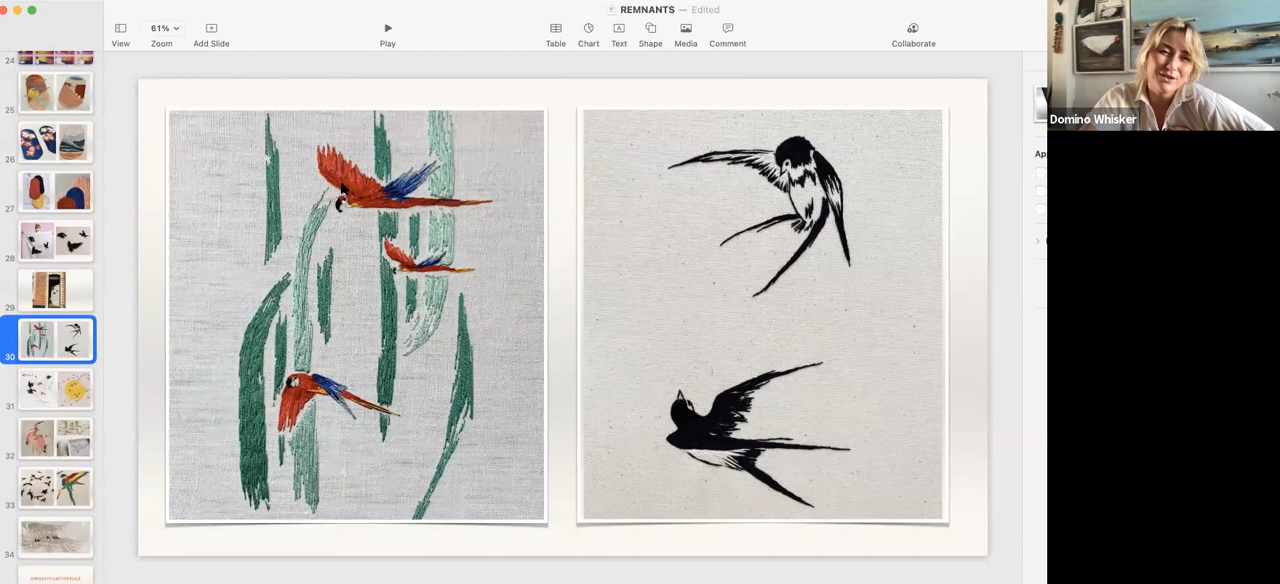 REMNANTS — Edited
61%
View
Zoom
Add Slide
Play
Table
Chart
Text
Shape
Media
Comment
Collaborate
Domino Whisker
24
25
26
27
28
29
30
31
32
33
34